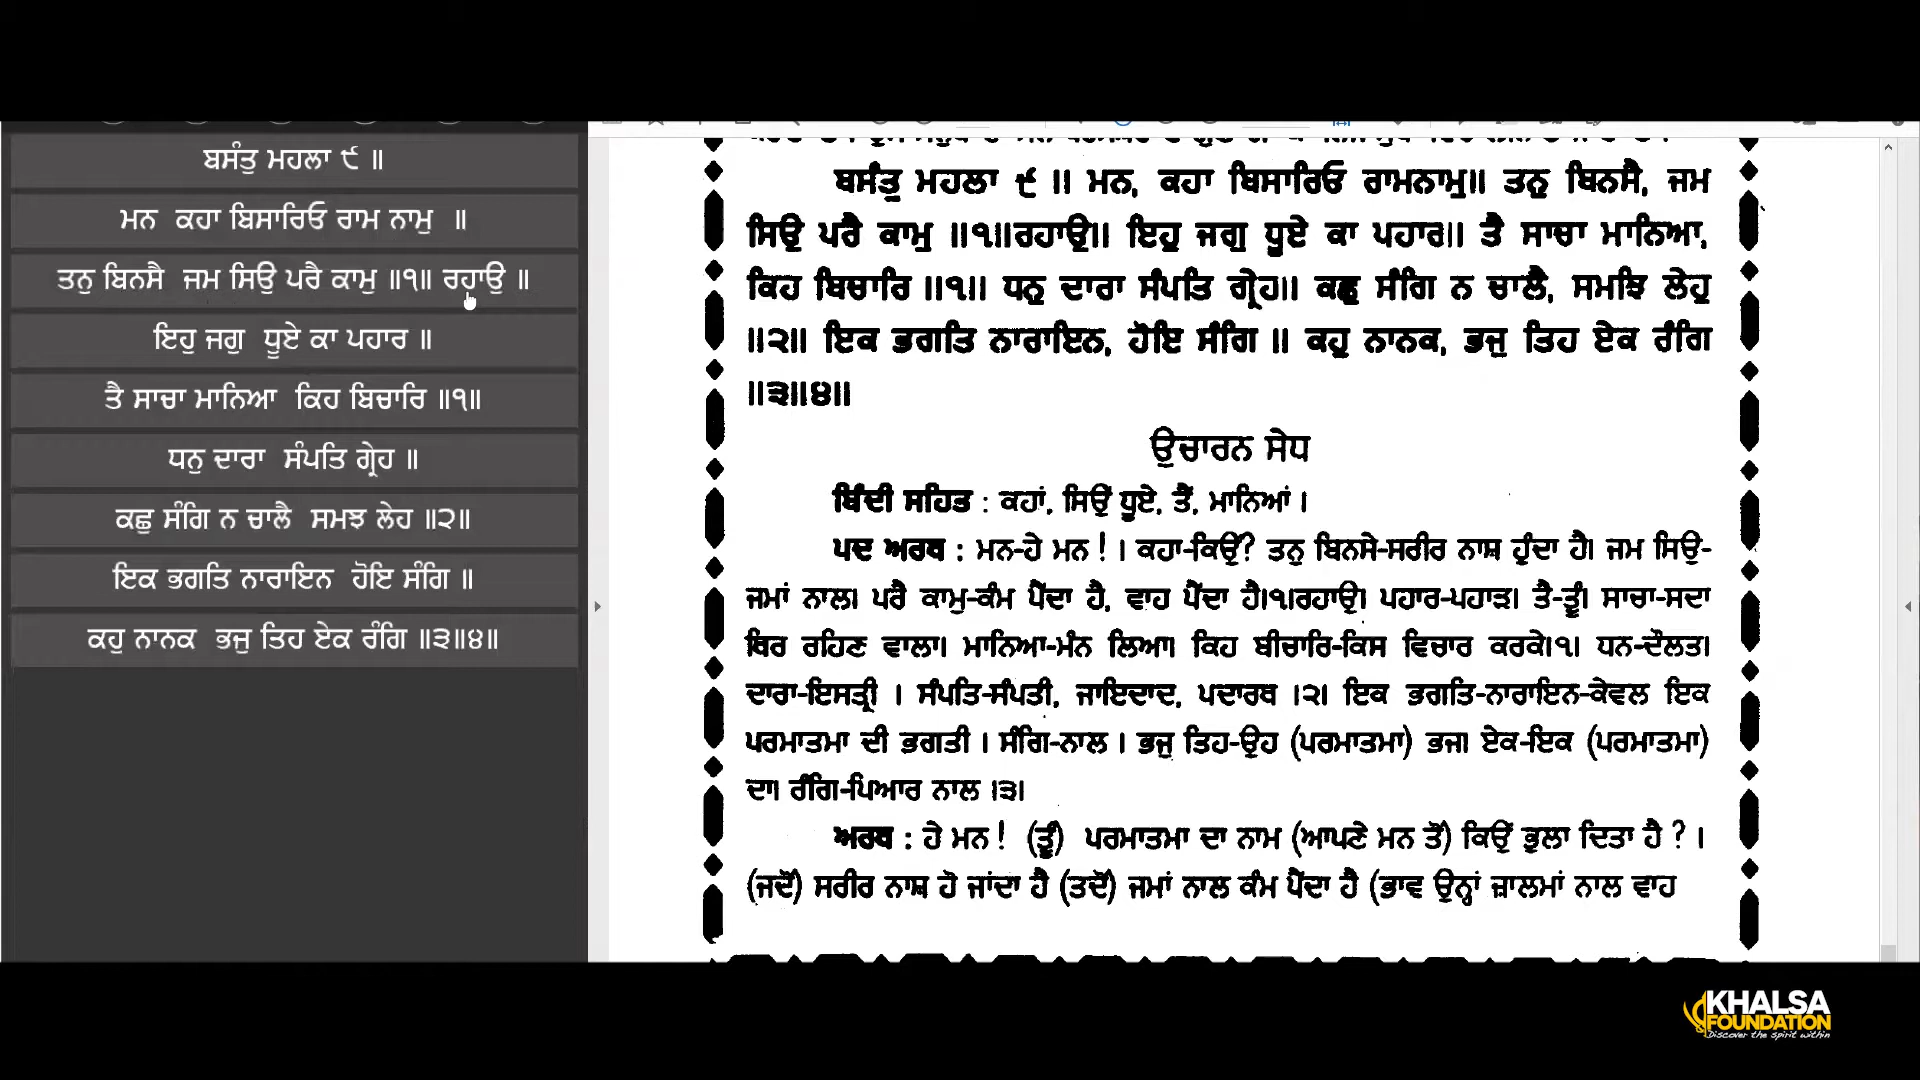 ਬਸੰਤੁ ਮਹਲਾ ੯ ॥
ਮਨ ਕਹਾ ਬਿਸਾਰਿਓ ਰਾਮ ਨਾਮੁ ॥
ਤਨੁ ਬਿਨਸੈ ਜਮ ਸਿਉ ਪਰੈ ਕਾਮੁ ॥੧॥ ਰਹਾਉ ॥
ਇਹੁ ਜਗੁ ਧੂਏ ਕਾ ਪਹਾਰ ॥
ਤੈ ਸਾਚਾ ਮਾਨਿਆ ਕਿਹ ਬਿਚਾਰਿ ॥੧॥
ਧਨੁ ਦਾਰਾ ਸੰਪਤਿ ਗ੍ਰੇਹ ॥
ਕਛੁ ਸੰਗਿ ਨ ਚਾਲੈ ਸਮਝ ਲੇਹ ॥੨॥
ਇਕ ਭਗਤਿ ਨਾਰਾਇਨ ਹੋਇ ਸੰਗਿ ॥
ਕਹੁ ਨਾਨਕ ਭਜੁ ਤਿਹ ਏਕ ਰੰਗਿ ॥੩॥੪॥
ਬਸੰਤੁ ਮਹਲਾ ੯ ॥ ਮਨ, ਕਹਾ ਬਿਸਾਰਿਓ ਰਾਮਨਾਮੁ॥ ਤਨੁ ਬਿਨਸੈ, ਜਮ
ਸਿਉ ਪਰੈ ਕਾਮੁ ॥੧॥ਰਹਾਉ॥ ਇਹੁ ਜਗੁ ਧੂਏ ਕਾ ਪਹਾਰ॥ ਤੈ ਸਾਚਾ ਮਾਨਿਆ,
ਕਿਹ ਬਿਚਾਰਿ ॥੧॥ ਧਨੁ ਦਾਰਾ ਸੰਪਤਿ ਗ੍ਰੇਹ॥ ਕਛੁ ਸੰਗਿ ਨ ਚਾਲੈ, ਸਮਝਿ ਲੇਹੁ
॥੨॥ ਇਕ ਭਗਤਿ ਨਾਰਾਇਨ, ਹੋਇ ਸੰਗਿ ॥ ਕਹੁ ਨਾਨਕ, ਭਜੁ ਤਿਹ ਏਕ ਰੰਗਿ
॥੩॥੪॥
ਉਚਾਰਨ ਸੇਧ
ਬਿੰਦੀ ਸਹਿਤ : ਕਹਾਂ, ਸਿਉਂ ਧੂਏ, ਤੈਂ, ਮਾਨਿਆਂ ।
ਪਦ ਅਰਥ : ਮਨ-ਹੇ ਮਨ ! । ਕਹਾ-ਕਿਉਂ? ਤਨੁ ਬਿਨਸੇ-ਸਰੀਰ ਨਾਸ਼ ਹੁੰਦਾ ਹੈ। ਜਮ ਸਿਉ-
ਜਮਾਂ ਨਾਲ। ਪਰੈ ਕਾਮੁ-ਕੰਮ ਪੈਂਦਾ ਹੈ, ਵਾਹ ਪੈਂਦਾ ਹੈ।੧।ਰਹਾਉ। ਪਹਾਰ-ਪਹਾੜ। ਤੈ-ਤੂੰ। ਸਾਚਾ-ਸਦਾ
ਥਿਰ ਰਹਿਣ ਵਾਲਾ। ਮਾਨਿਆ-ਮੰਨ ਲਿਆ। ਕਿਹ ਬੀਚਾਰਿ-ਕਿਸ ਵਿਚਾਰ ਕਰਕੇ।੧। ਧਨ-ਦੌਲਤ।
ਦਾਰਾ-ਇਸਤ੍ਰੀ । ਸੰਪਤਿ-ਸੰਪਤੀ, ਜਾਇਦਾਦ, ਪਦਾਰਥ ।੨। ਇਕ ਭਗਤਿ-ਨਾਰਾਇਨ-ਕੇਵਲ ਇਕ
ਪਰਮਾਤਮਾ ਦੀ ਭਗਤੀ । ਸੰਗਿ-ਨਾਲ । ਭਜੁ ਤਿਹ-ਉਹ (ਪਰਮਾਤਮਾ) ਭਜ। ਏਕ-ਇਕ (ਪਰਮਾਤਮਾ)
ਦਾ। ਰੰਗਿ-ਪਿਆਰ ਨਾਲ ।੩।
ਅਰਥ : ਹੇ ਮਨ ! (ਤੂੰ) ਪਰਮਾਤਮਾ ਦਾ ਨਾਮ (ਆਪਣੇ ਮਨ ਤੋਂ) ਕਿਉਂ ਭੁਲਾ ਦਿਤਾ ਹੈ ? ।
(ਜਦੋਂ) ਸਰੀਰ ਨਾਸ਼ ਹੋ ਜਾਂਦਾ ਹੈ (ਤਦੋਂ) ਜਮਾਂ ਨਾਲ ਕੰਮ ਪੈਂਦਾ ਹੈ (ਭਾਵ ਉਨ੍ਹਾਂ ਜ਼ਾਲਮਾਂ ਨਾਲ ਵਾਹ
KHALSA
FOUNDATION
Discover the spirit within